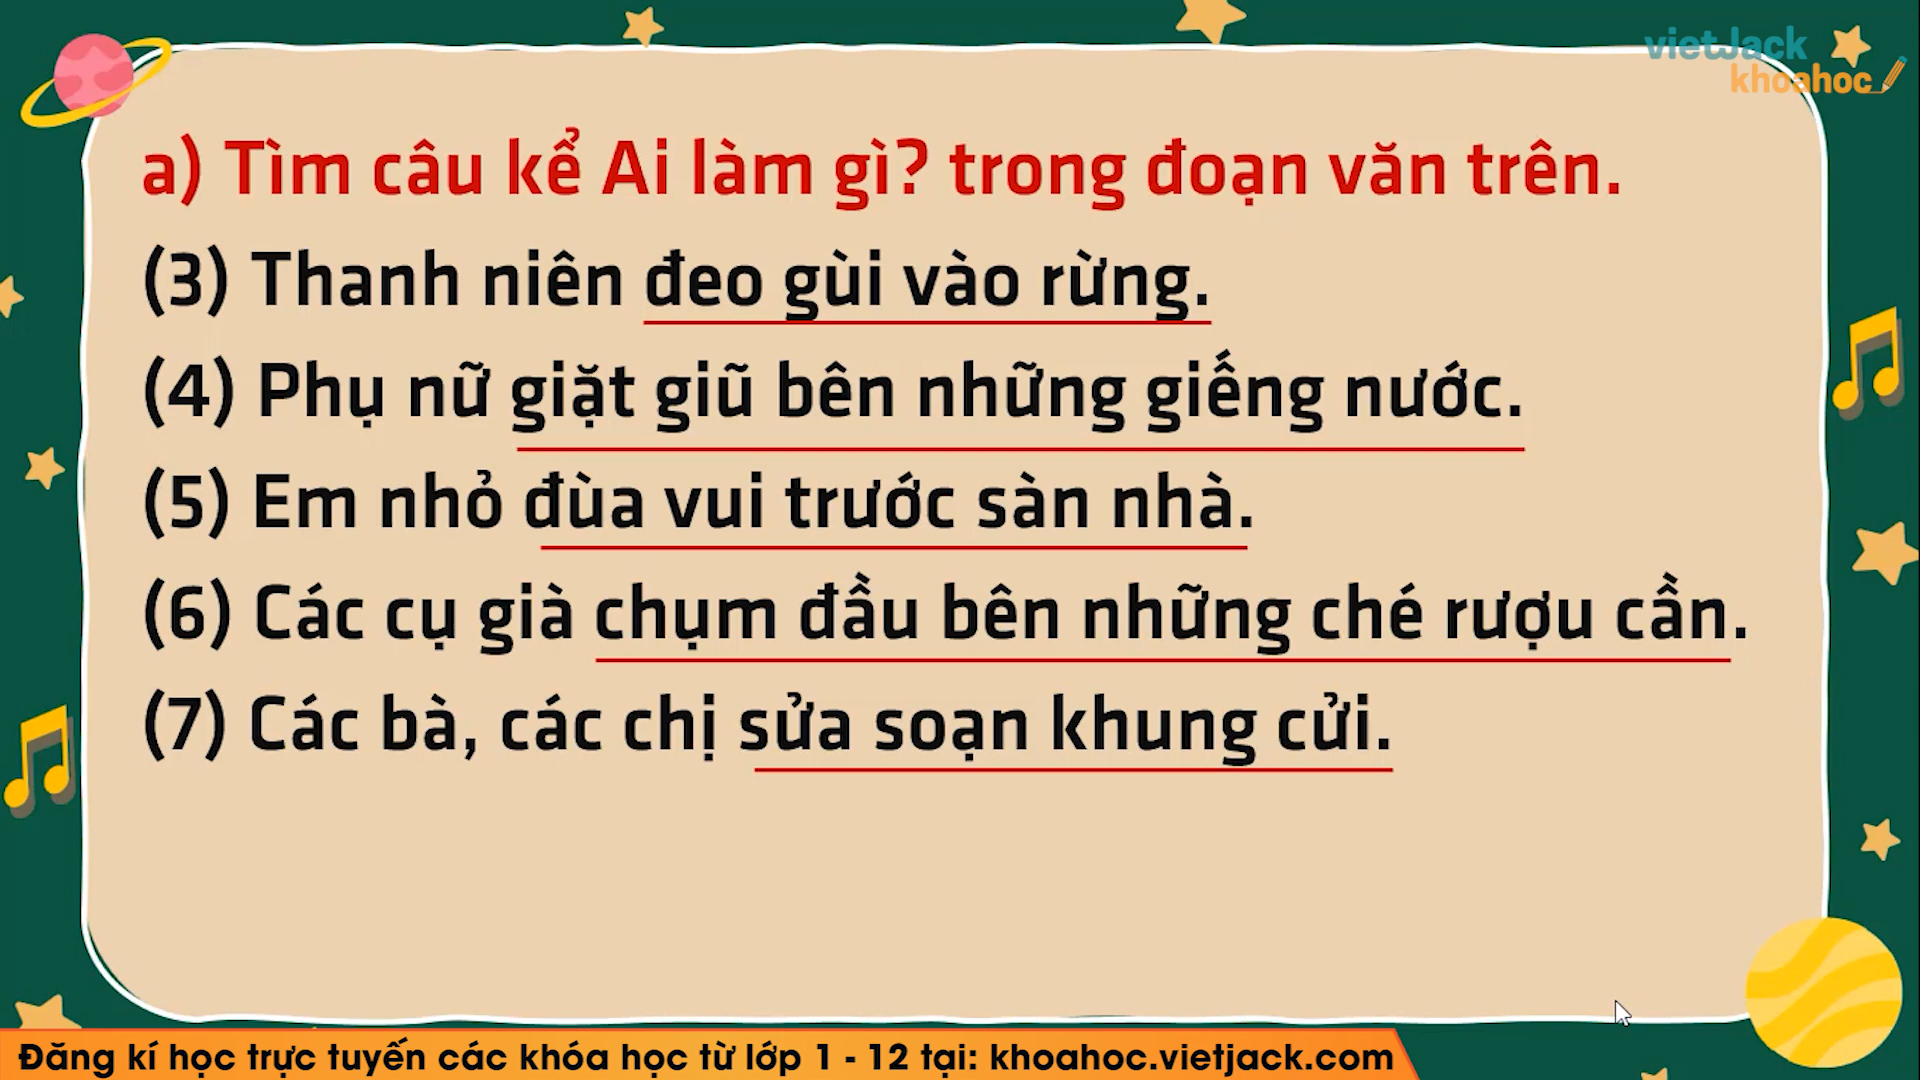 vietJack
khoahoc
a) Tìm câu kể Ai làm gì? trong đoạn văn trên.
(3) Thanh niên đeo gùi vào rừng.
(4) Phụ nữ giặt giũ bên những giếng nước.
(5) Em nhỏ đùa vui trước sàn nhà.
(6) Các cụ già chụm đầu bên những ché rượu cần.
(7) Các bà, các chị sửa soạn khung cửi.
Đăng kí học trực tuyến các khóa học từ lớp 1 - 12 tại: khoahoc.vietjack.com